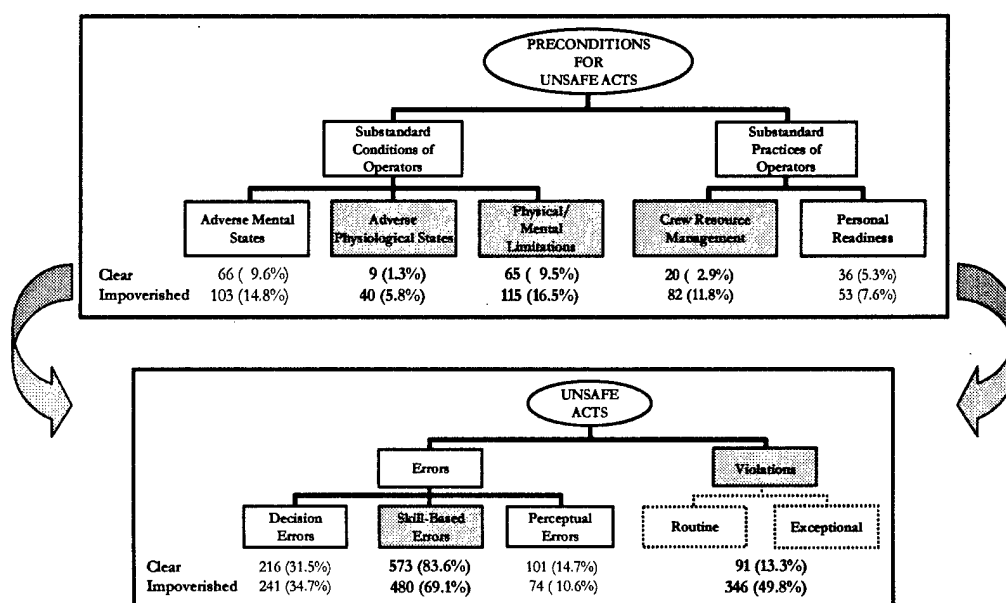 PRECONDITIONS
FOR
UNSAFE ACTS
Substandard
Conditions of
Operators
Substandard
Practices of
Operators
Adverse Mental
States
Adverse
Physiological States
Physical/
Mental
Limitations
Crew Resource
Management
Personal
Readiness
Clear 66 ( 9.6%) 9 (1.3%) 65 ( 9.5%) 20 ( 2.9%) 36 (5.3%)
Impoverished 103 (14.8%) 40 (5.8%) 115 (16.5%) 82 (11.8%) 53 (7.6%)
UNSAFE
ACTS
Errors
Violations
Decision
Errors
Skill-Based
Errors
Perceptual
Errors
Routine
Exceptional
Clear 216 (31.5%) 573 (83.6%) 101 (14.7%) 91 (13.3%)
Impoverished 241 (34.7%) 480 (69.1%) 74 ( 10.6%) 346 (49.8%)